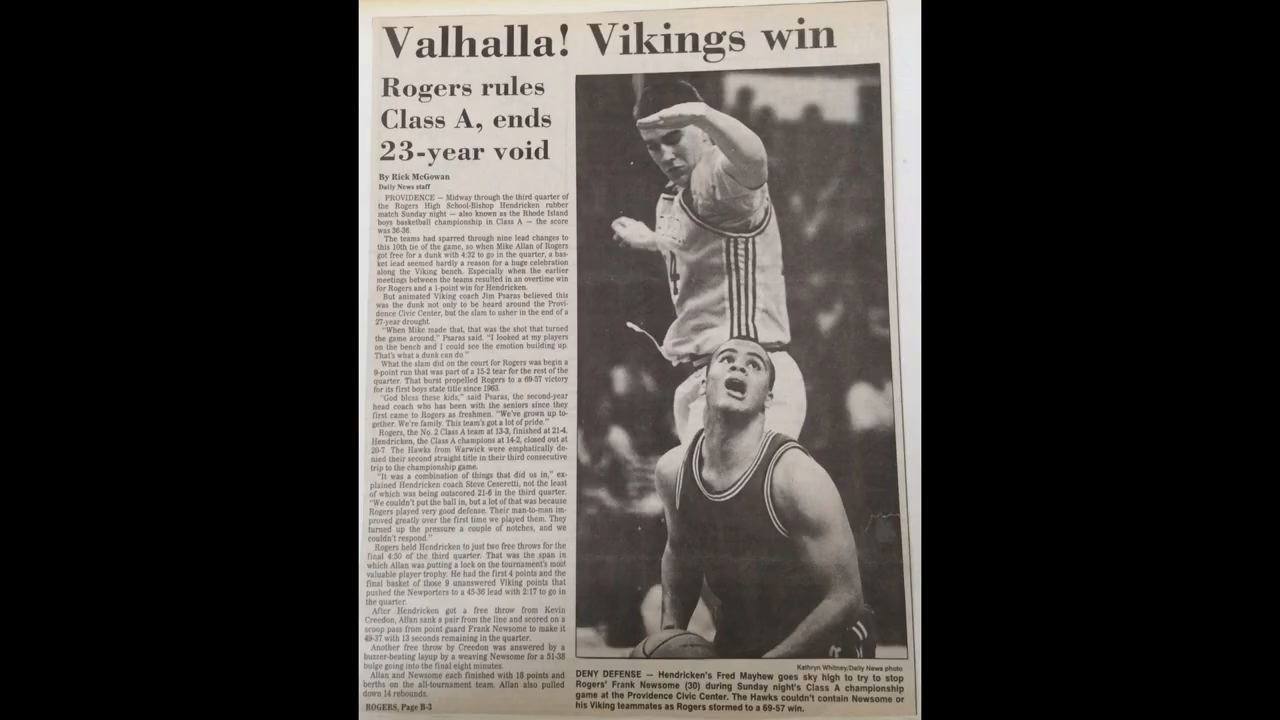 Valhalla! Vikings win
Rogers rules
Class A, ends
23-year void
By Rick McGowan
Daily News staff
PROVIDENCE — Midway through the third quarter of
the Rogers High School-Bishop Hendricken rubber
match Sunday night — also known as the Rhode Island
boys basketball championship in Class A — the score
was 36-36.
The teams had sparred through nine lead changes to
this 10th tie of the game, so when Mike Allan of Rogers
got free for a dunk with 4:32 to go in the quarter, a bas-
ket lead seemed hardly a reason for a huge celebration
along the Viking bench. Especially when the earlier
meetings between the teams resulted in an overtime win
for Rogers and a 1-point win for Hendricken.
But animated Viking coach Jim Psaras believed this
was the dunk not only to be heard around the Provi-
dence Civic Center, but the slam to usher in the end of a
27-year drought.
"When Mike made that, that was the shot that turned
the game around," Psaras said. "I looked at my players
on the bench and I could see the emotion building up.
That's what a dunk can do."
What the slam did on the court for Rogers was begin a
9-point run that was part of a 15-2 tear for the rest of the
quarter. That burst propelled Rogers to a 69-57 victory
for its first boys state title since 1963.
"God bless these kids," said Psaras, the second-year
head coach who has been with the seniors since they
first came to Rogers as freshmen. "We've grown up to-
gether. We're family. This team's got a lot of pride."
Rogers, the No. 2 Class A team at 13-3, finished at 21-4.
Hendricken, the Class A champions at 14-2, closed out at
20-7. The Hawks from Warwick were emphatically de-
nied their second straight title in their third consecutive
trip to the championship game.
"It was a combination of things that did us in," ex-
plained Hendricken coach Steve Ceseretti, not the least
of which was being outscored 21-6 in the third quarter.
"We couldn't put the ball in, but a lot of that was because
Rogers played very good defense. Their man-to-man im-
proved greatly over the first time we played them. They
turned up the pressure a couple of notches, and we
couldn't respond."
Rogers held Hendricken to just two free throws for the
final 4:50 of the third quarter. That was the span in
which Allan was putting a lock on the tournament's most
valuable player trophy. He had the first 4 points and the
final basket of those 9 unanswered Viking points that
pushed the Newporters to a 45-36 lead with 2:17 to go in
the quarter.
After Hendricken got a free throw from Kevin
Creedon, Allan sank a pair from the line and scored on a
scoop pass from point guard Frank Newsome to make it
49-37 with 13 seconds remaining in the quarter.
Another free throw by Creedon was answered by a
buzzer-beating layup by a weaving Newsome for a 51-38
bulge going into the final eight minutes.
Allan and Newsome each finished with 18 points and
berths on the all-tournament team. Allan also pulled
down 14 rebounds.
ROGERS, Page B-3
4
Kathryn Whitney/Daily News photo
DENY DEFENSE — Hendricken's Fred Mayhew goes sky high to try to stop
Rogers' Frank Newsome (30) during Sunday night's Class A championship
game at the Providence Civic Center. The Hawks couldn't contain Newsome or
his Viking teammates as Rogers stormed to a 69-57 win.